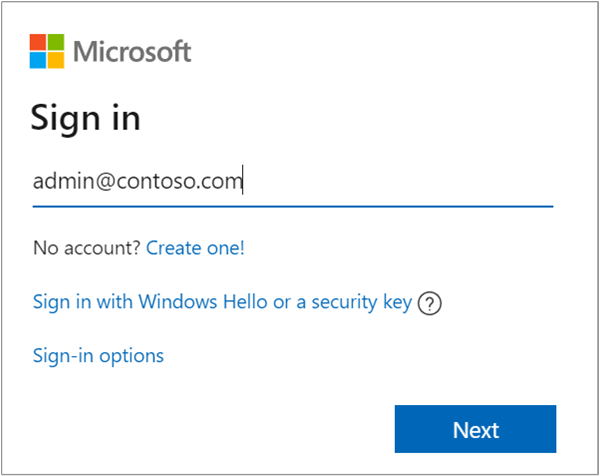 Microsoft
Sign in
admin@contoso.com
No account? Create one!
Sign in with Windows Hello or a security key ?
Sign-in options
Next